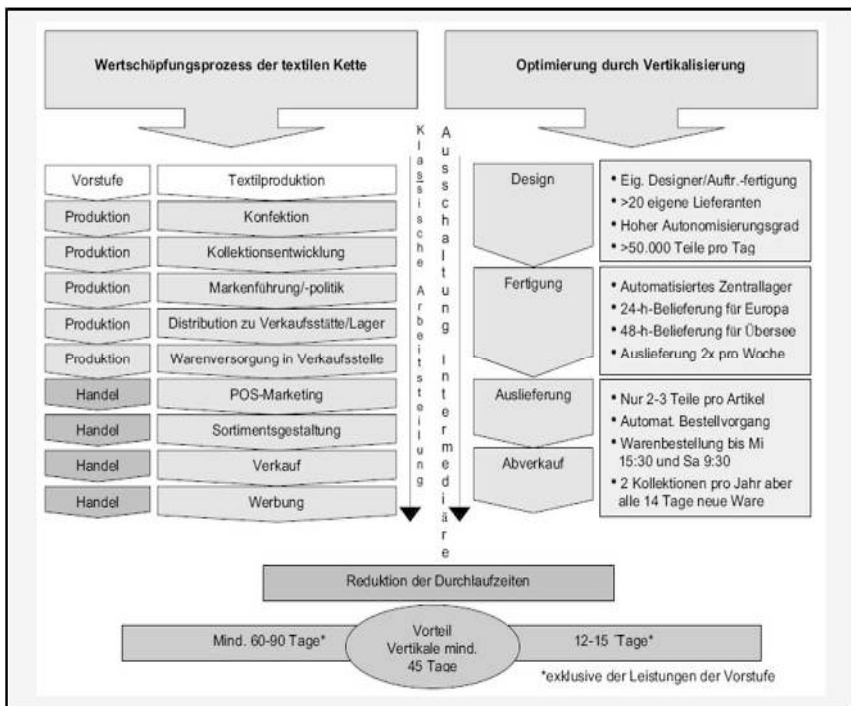 Wertschöpfungsprozess der textilen Kette
Optimierung durch Vertikalisierung
Klassische Arbeitsteilung
Ausschaltung Intermediäre
Vorstufe
Textilproduktion
Produktion
Konfektion
Produktion
Kollektionsentwicklung
Produktion
Markenführung/-politik
Produktion
Distribution zu Verkaufsstätte/Lager
Produktion
Warenversorgung in Verkaufsstelle
Handel
POS-Marketing
Handel
Sortimentsgestaltung
Handel
Verkauf
Handel
Werbung
Design
• Eig. Designer/Auftr.-fertigung
• >20 eigene Lieferanten
• Hoher Autonomisierungsgrad
• >50.000 Teile pro Tag
Fertigung
• Automatisiertes Zentrallager
• 24-h-Belieferung für Europa
• 48-h-Belieferung für Übersee
• Auslieferung 2x pro Woche
Auslieferung
Abverkauf
• Nur 2-3 Teile pro Artikel
• Automat. Bestellvorgang
• Warenbestellung bis Mi
15:30 und Sa 9:30
• 2 Kollektionen pro Jahr aber
alle 14 Tage neue Ware
Reduktion der Durchlaufzeiten
Mind. 60-90 Tage*
Vorteil
Vertikale mind.
45 Tage
12-15 Tage*
*exklusive der Leistungen der Vorstufe